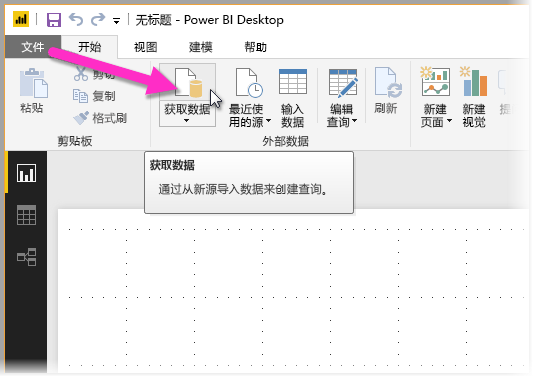 无标题 - Power BI Desktop
文件 开始 视图 建模 帮助
粘贴
剪切
复制
格式刷
剪贴板
获取数据
最近使用的源
输入数据
编辑查询
外部数据
刷新
新建页面
新建视觉
获取数据
通过从新源导入数据来创建查询。